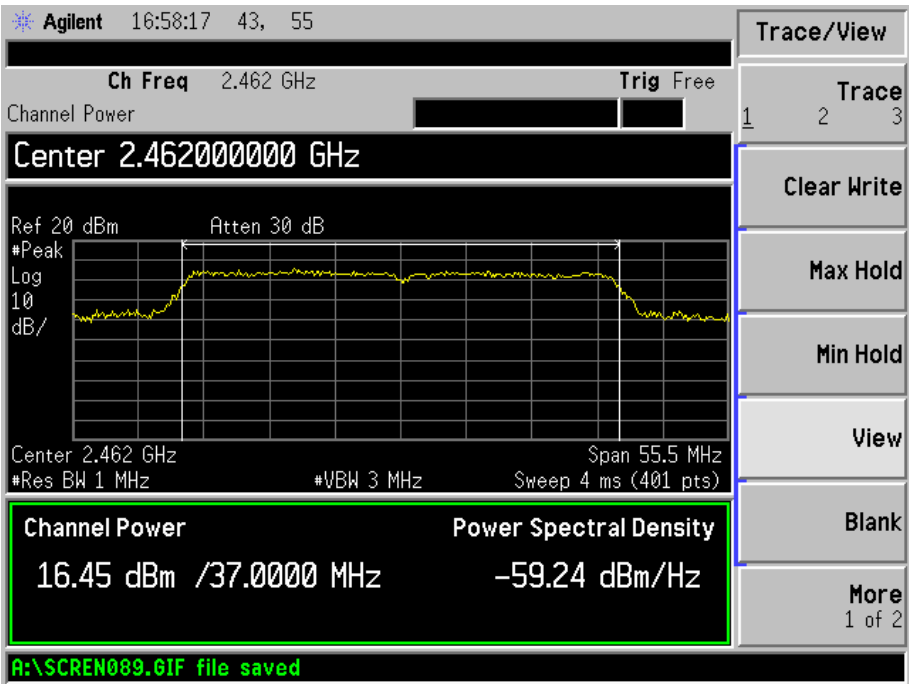 Agilent 16:58:17 43, 55
Trace/View
Ch Freq 2.462 GHz Trig Free
Channel Power
Trace
1 2 3
Center 2.462000000 GHz
Clear Write
Ref 20 dBm Atten 30 dB
#Peak
Log
10
dB/
Max Hold
Min Hold
View
Center 2.462 GHz Span 55.5 MHz
#Res BW 1 MHz #VBW 3 MHz Sweep 4 ms (401 pts)
Channel Power Power Spectral Density
16.45 dBm /37.0000 MHz -59.24 dBm/Hz
Blank
More
1 of 2
A:\SCREN089.GIF file saved